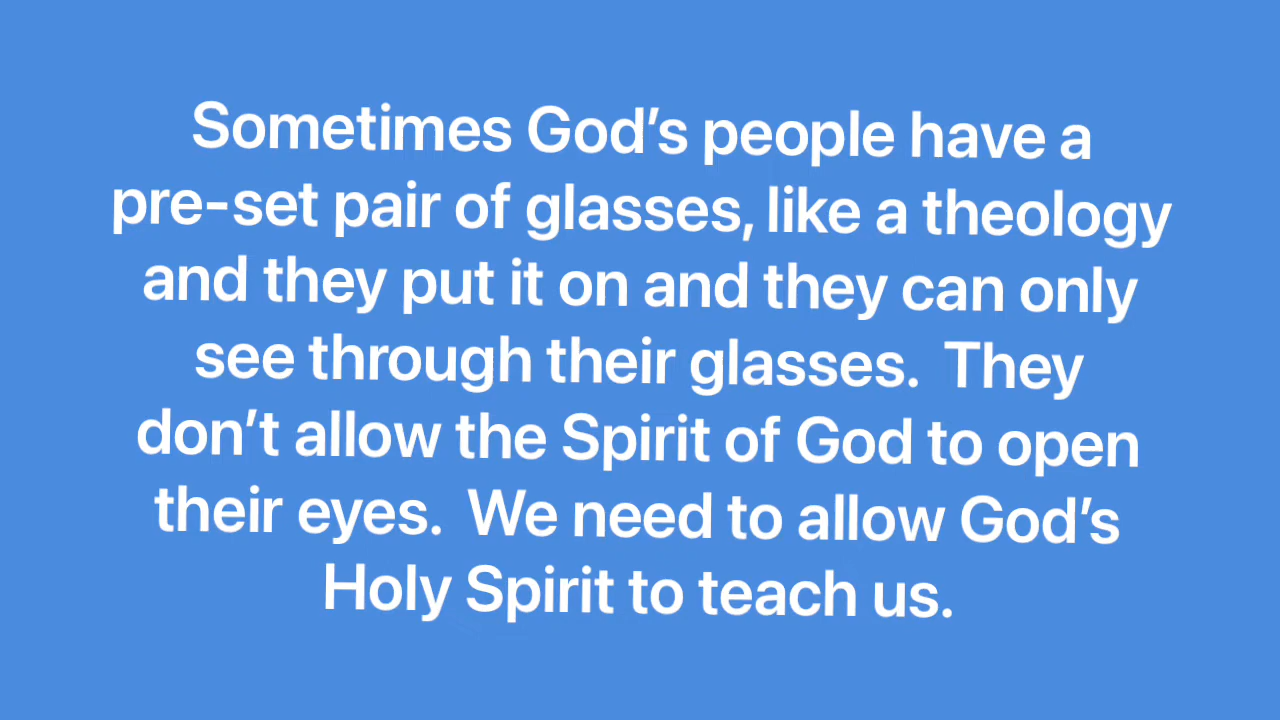 Sometimes God’s people have a
pre-set pair of glasses, like a theology
and they put it on and they can only
see through their glasses.  They
don’t allow the Spirit of God to open
their eyes.  We need to allow God’s
Holy Spirit to teach us.